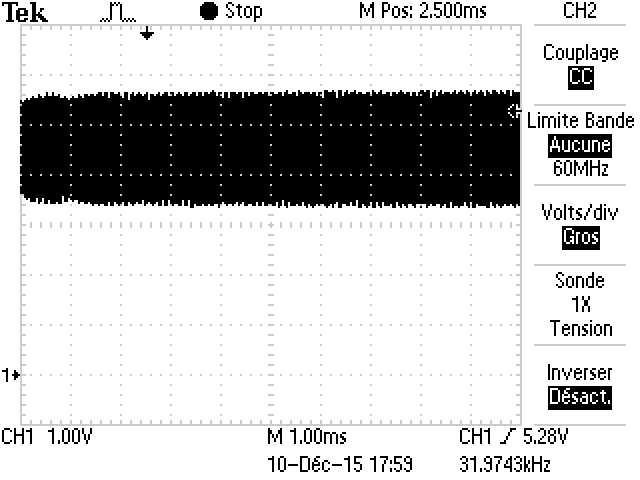 Tek Stop M Pos: 2.500ms CH2
Couplage
CC
Limite Bande
Aucune
60MHz
Volts/div
Gros
Sonde
1X
Tension
Inverser
Désact.
1
CH1 1.00V M 1.00ms CH1 5.28V
10-Déc-15 17:59 31.9743kHz